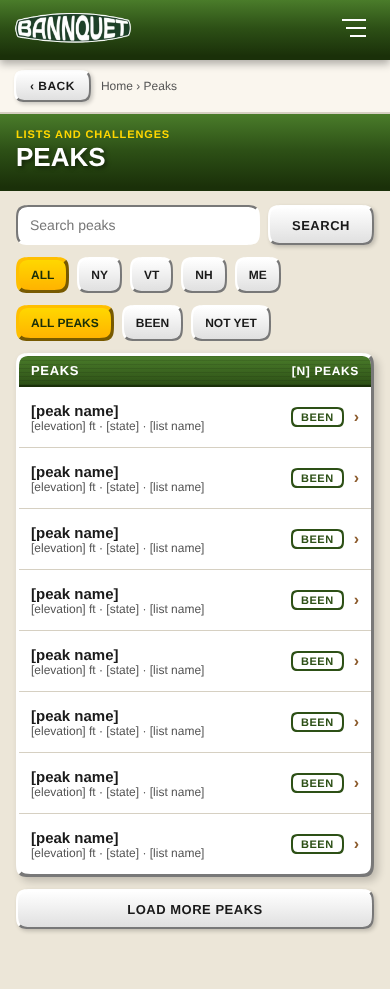 BANNQUET
‹ BACK Home › Peaks
LISTS AND CHALLENGES
PEAKS
Search peaks SEARCH
ALL NY VT NH ME
ALL PEAKS BEEN NOT YET
PEAKS [N] PEAKS
[peak name]
[elevation] ft · [state] · [list name]
BEEN ›
[peak name]
[elevation] ft · [state] · [list name]
BEEN ›
[peak name]
[elevation] ft · [state] · [list name]
BEEN ›
[peak name]
[elevation] ft · [state] · [list name]
BEEN ›
[peak name]
[elevation] ft · [state] · [list name]
BEEN ›
[peak name]
[elevation] ft · [state] · [list name]
BEEN ›
[peak name]
[elevation] ft · [state] · [list name]
BEEN ›
[peak name]
[elevation] ft · [state] · [list name]
BEEN ›
LOAD MORE PEAKS